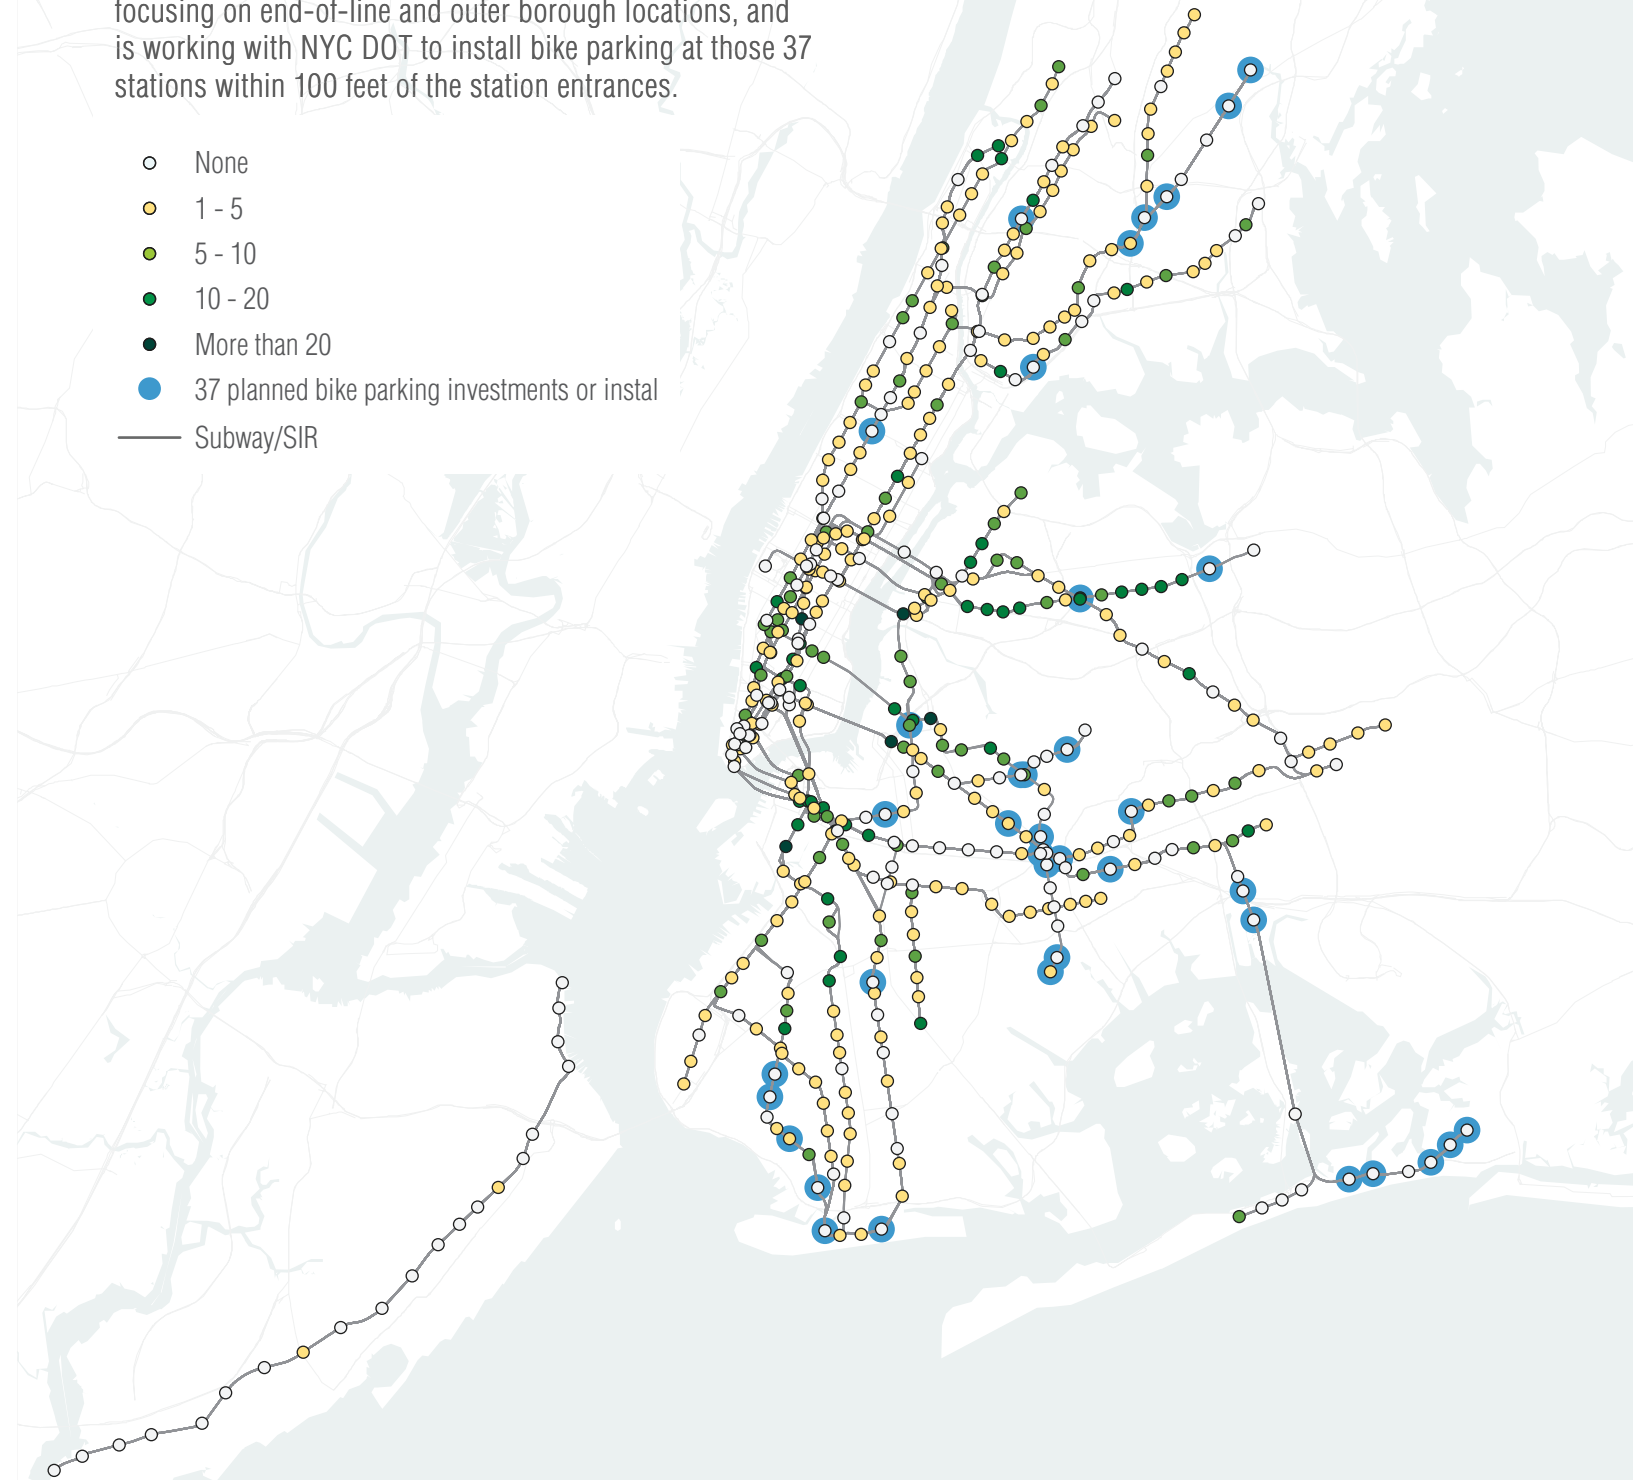 focusing on end-of-line and outer borough locations, and
is working with NYC DOT to install bike parking at those 37
stations within 100 feet of the station entrances.
None
1 - 5
5 - 10
10 - 20
More than 20
37 planned bike parking investments or instal
Subway/SIR